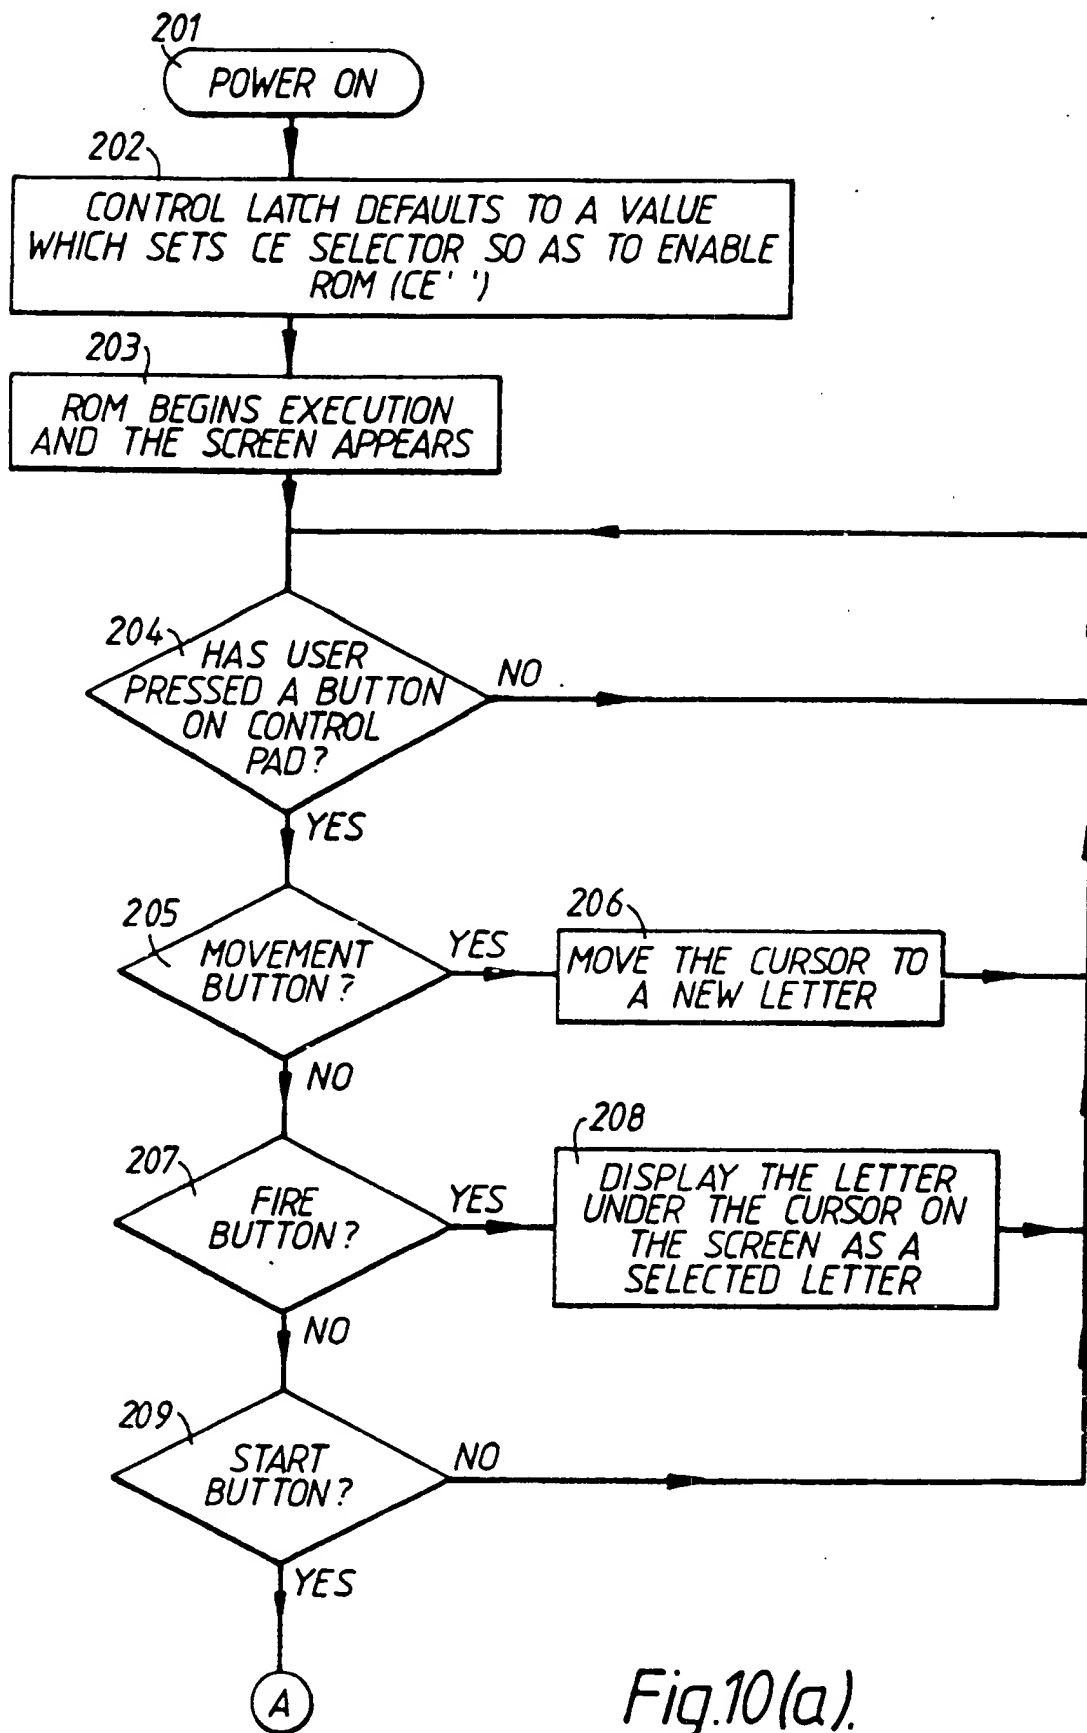 201
POWER ON
202
CONTROL LATCH DEFAULTS TO A VALUE
WHICH SETS CE SELECTOR SO AS TO ENABLE
ROM (CE' ')
203
ROM BEGINS EXECUTION
AND THE SCREEN APPEARS
204
HAS USER
PRESSED A BUTTON
ON CONTROL
PAD?
NO
YES
205
MOVEMENT
BUTTON?
YES
206
MOVE THE CURSOR TO
A NEW LETTER
NO
207
FIRE
BUTTON?
YES
208
DISPLAY THE LETTER
UNDER THE CURSOR ON
THE SCREEN AS A
SELECTED LETTER
NO
209
START
BUTTON?
NO
YES
A
Fig.10(a).